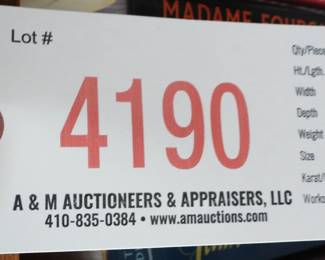 MADAME
Lot #
4190
Qty/Piece
Ht./Lgth.
Width
Depth
Weight
Size
Karat/
Works
A & M AUCTIONEERS & APPRAISERS, LLC
410-835-0384 • www.amauctions.com